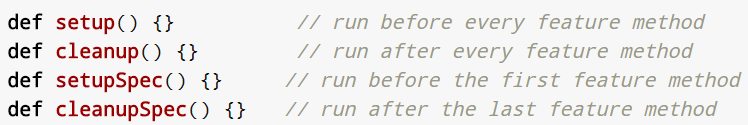 def setup() {}          // run before every feature method
def cleanup() {}        // run after every feature method
def setupSpec() {}     // run before the first feature method
def cleanupSpec() {}   // run after the last feature method